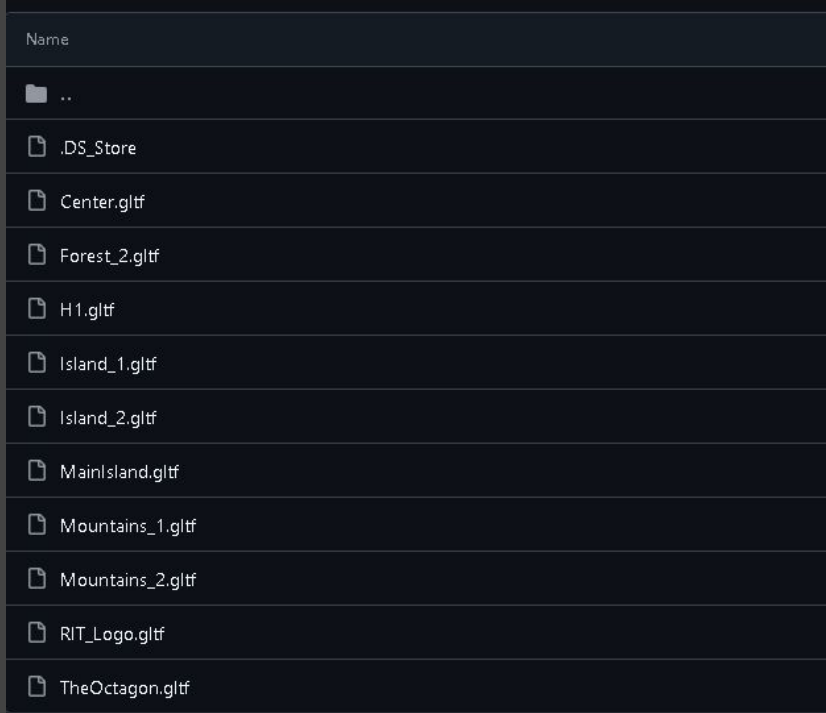 Name
..
.DS_Store
Center.gltf
Forest_2.gltf
H1.gltf
Island_1.gltf
Island_2.gltf
MainIsland.gltf
Mountains_1.gltf
Mountains_2.gltf
RIT_Logo.gltf
TheOctagon.gltf